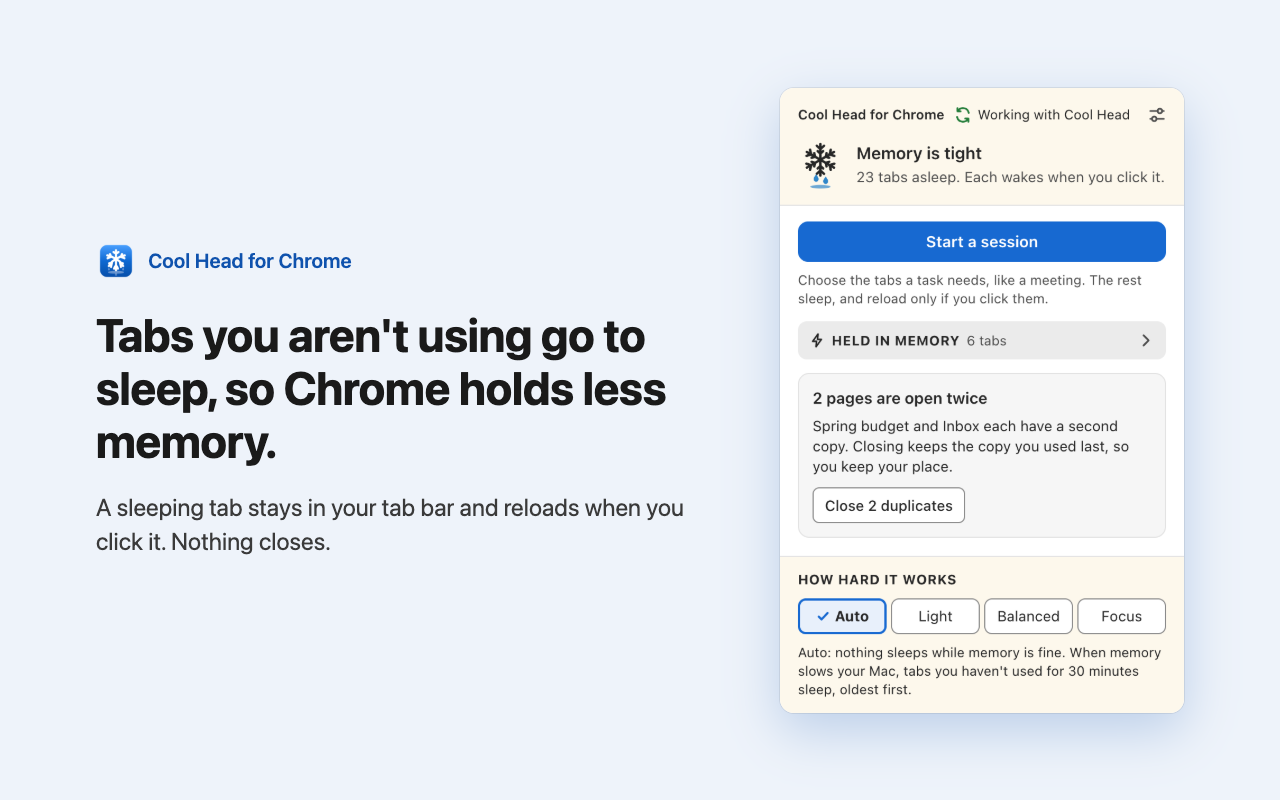 Cool Head for Chrome
Tabs you aren't using go to
sleep, so Chrome holds less
memory.
A sleeping tab stays in your tab bar and reloads when you
click it. Nothing closes.
Cool Head for Chrome Working with Cool Head
Memory is tight
23 tabs asleep. Each wakes when you click it.
Start a session
Choose the tabs a task needs, like a meeting. The rest
sleep, and reload only if you click them.
HELD IN MEMORY 6 tabs
2 pages are open twice
Spring budget and Inbox each have a second
copy. Closing keeps the copy you used last, so
you keep your place.
Close 2 duplicates
HOW HARD IT WORKS
Auto Light Balanced Focus
Auto: nothing sleeps while memory is fine. When memory
slows your Mac, tabs you haven't used for 30 minutes
sleep, oldest first.